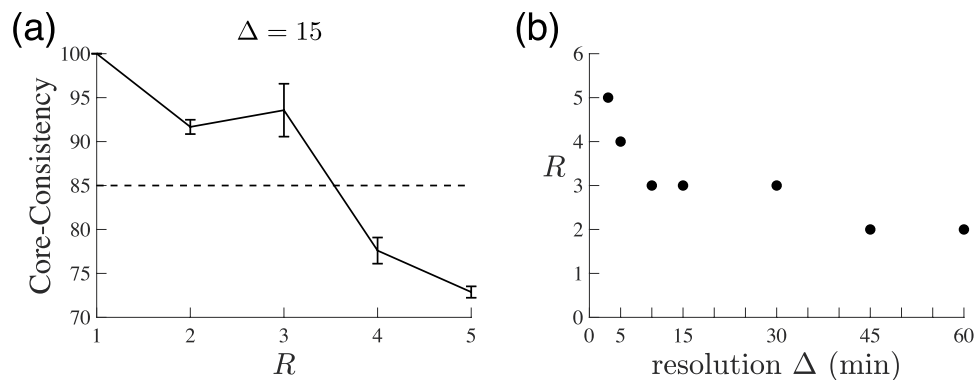 (a)
Δ = 15
Core-Consistency
100
95
90
85
80
75
70
1 2 3 4 5
R
(b)
R
6
5
4
3
2
1
0
0 5 15 30 45 60
resolution Δ (min)